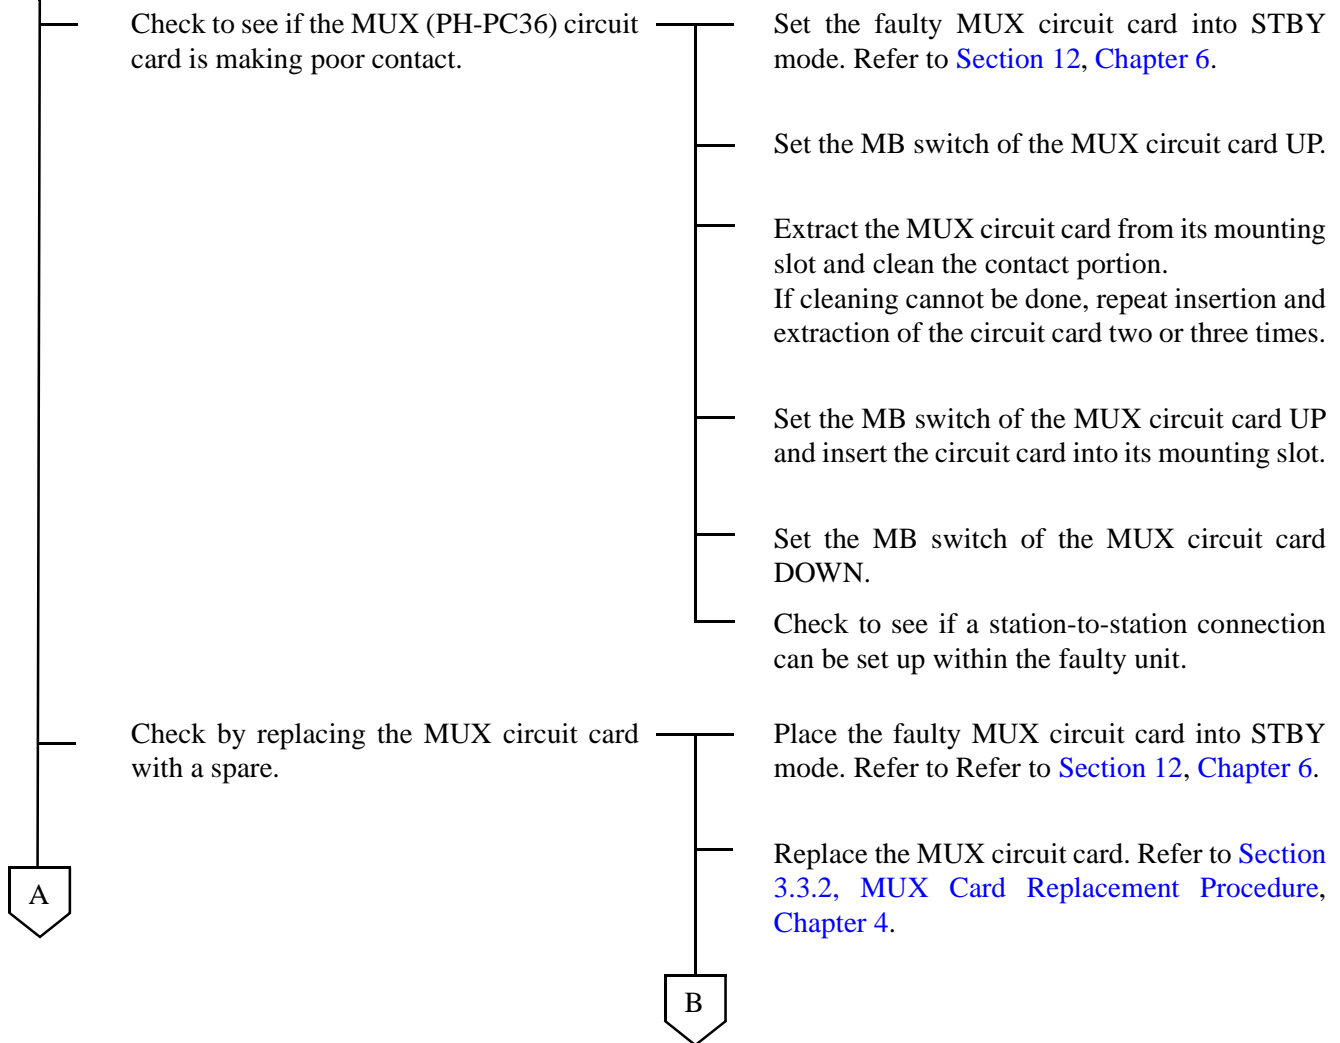 Check to see if the MUX (PH-PC36) circuit
card is making poor contact.
Set the faulty MUX circuit card into STBY
mode. Refer to Section 12, Chapter 6.
Set the MB switch of the MUX circuit card UP.
Extract the MUX circuit card from its mounting
slot and clean the contact portion.
If cleaning cannot be done, repeat insertion and
extraction of the circuit card two or three times.
Set the MB switch of the MUX circuit card UP
and insert the circuit card into its mounting slot.
Set the MB switch of the MUX circuit card
DOWN.
Check to see if a station-to-station connection
can be set up within the faulty unit.
Check by replacing the MUX circuit card
with a spare.
Place the faulty MUX circuit card into STBY
mode. Refer to Refer to Section 12, Chapter 6.
Replace the MUX circuit card. Refer to Section
3.3.2, MUX Card Replacement Procedure,
Chapter 4.
A
B